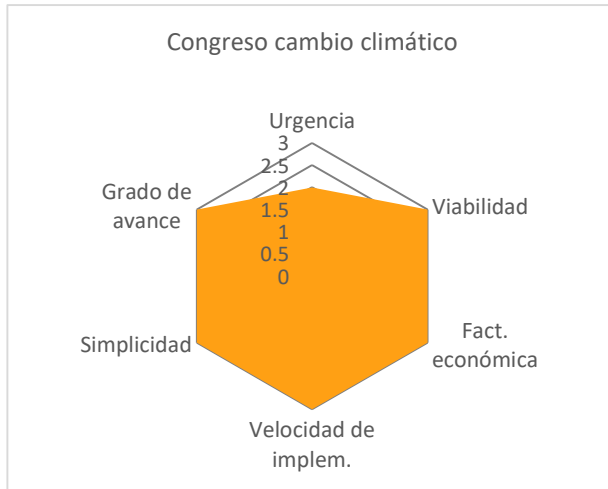 Congreso cambio climático
Urgencia
3
2.5
2
1.5
1
0.5
0
Viabilidad
Fact.
económica
Velocidad de
implem.
Simplicidad
Grado de
avance